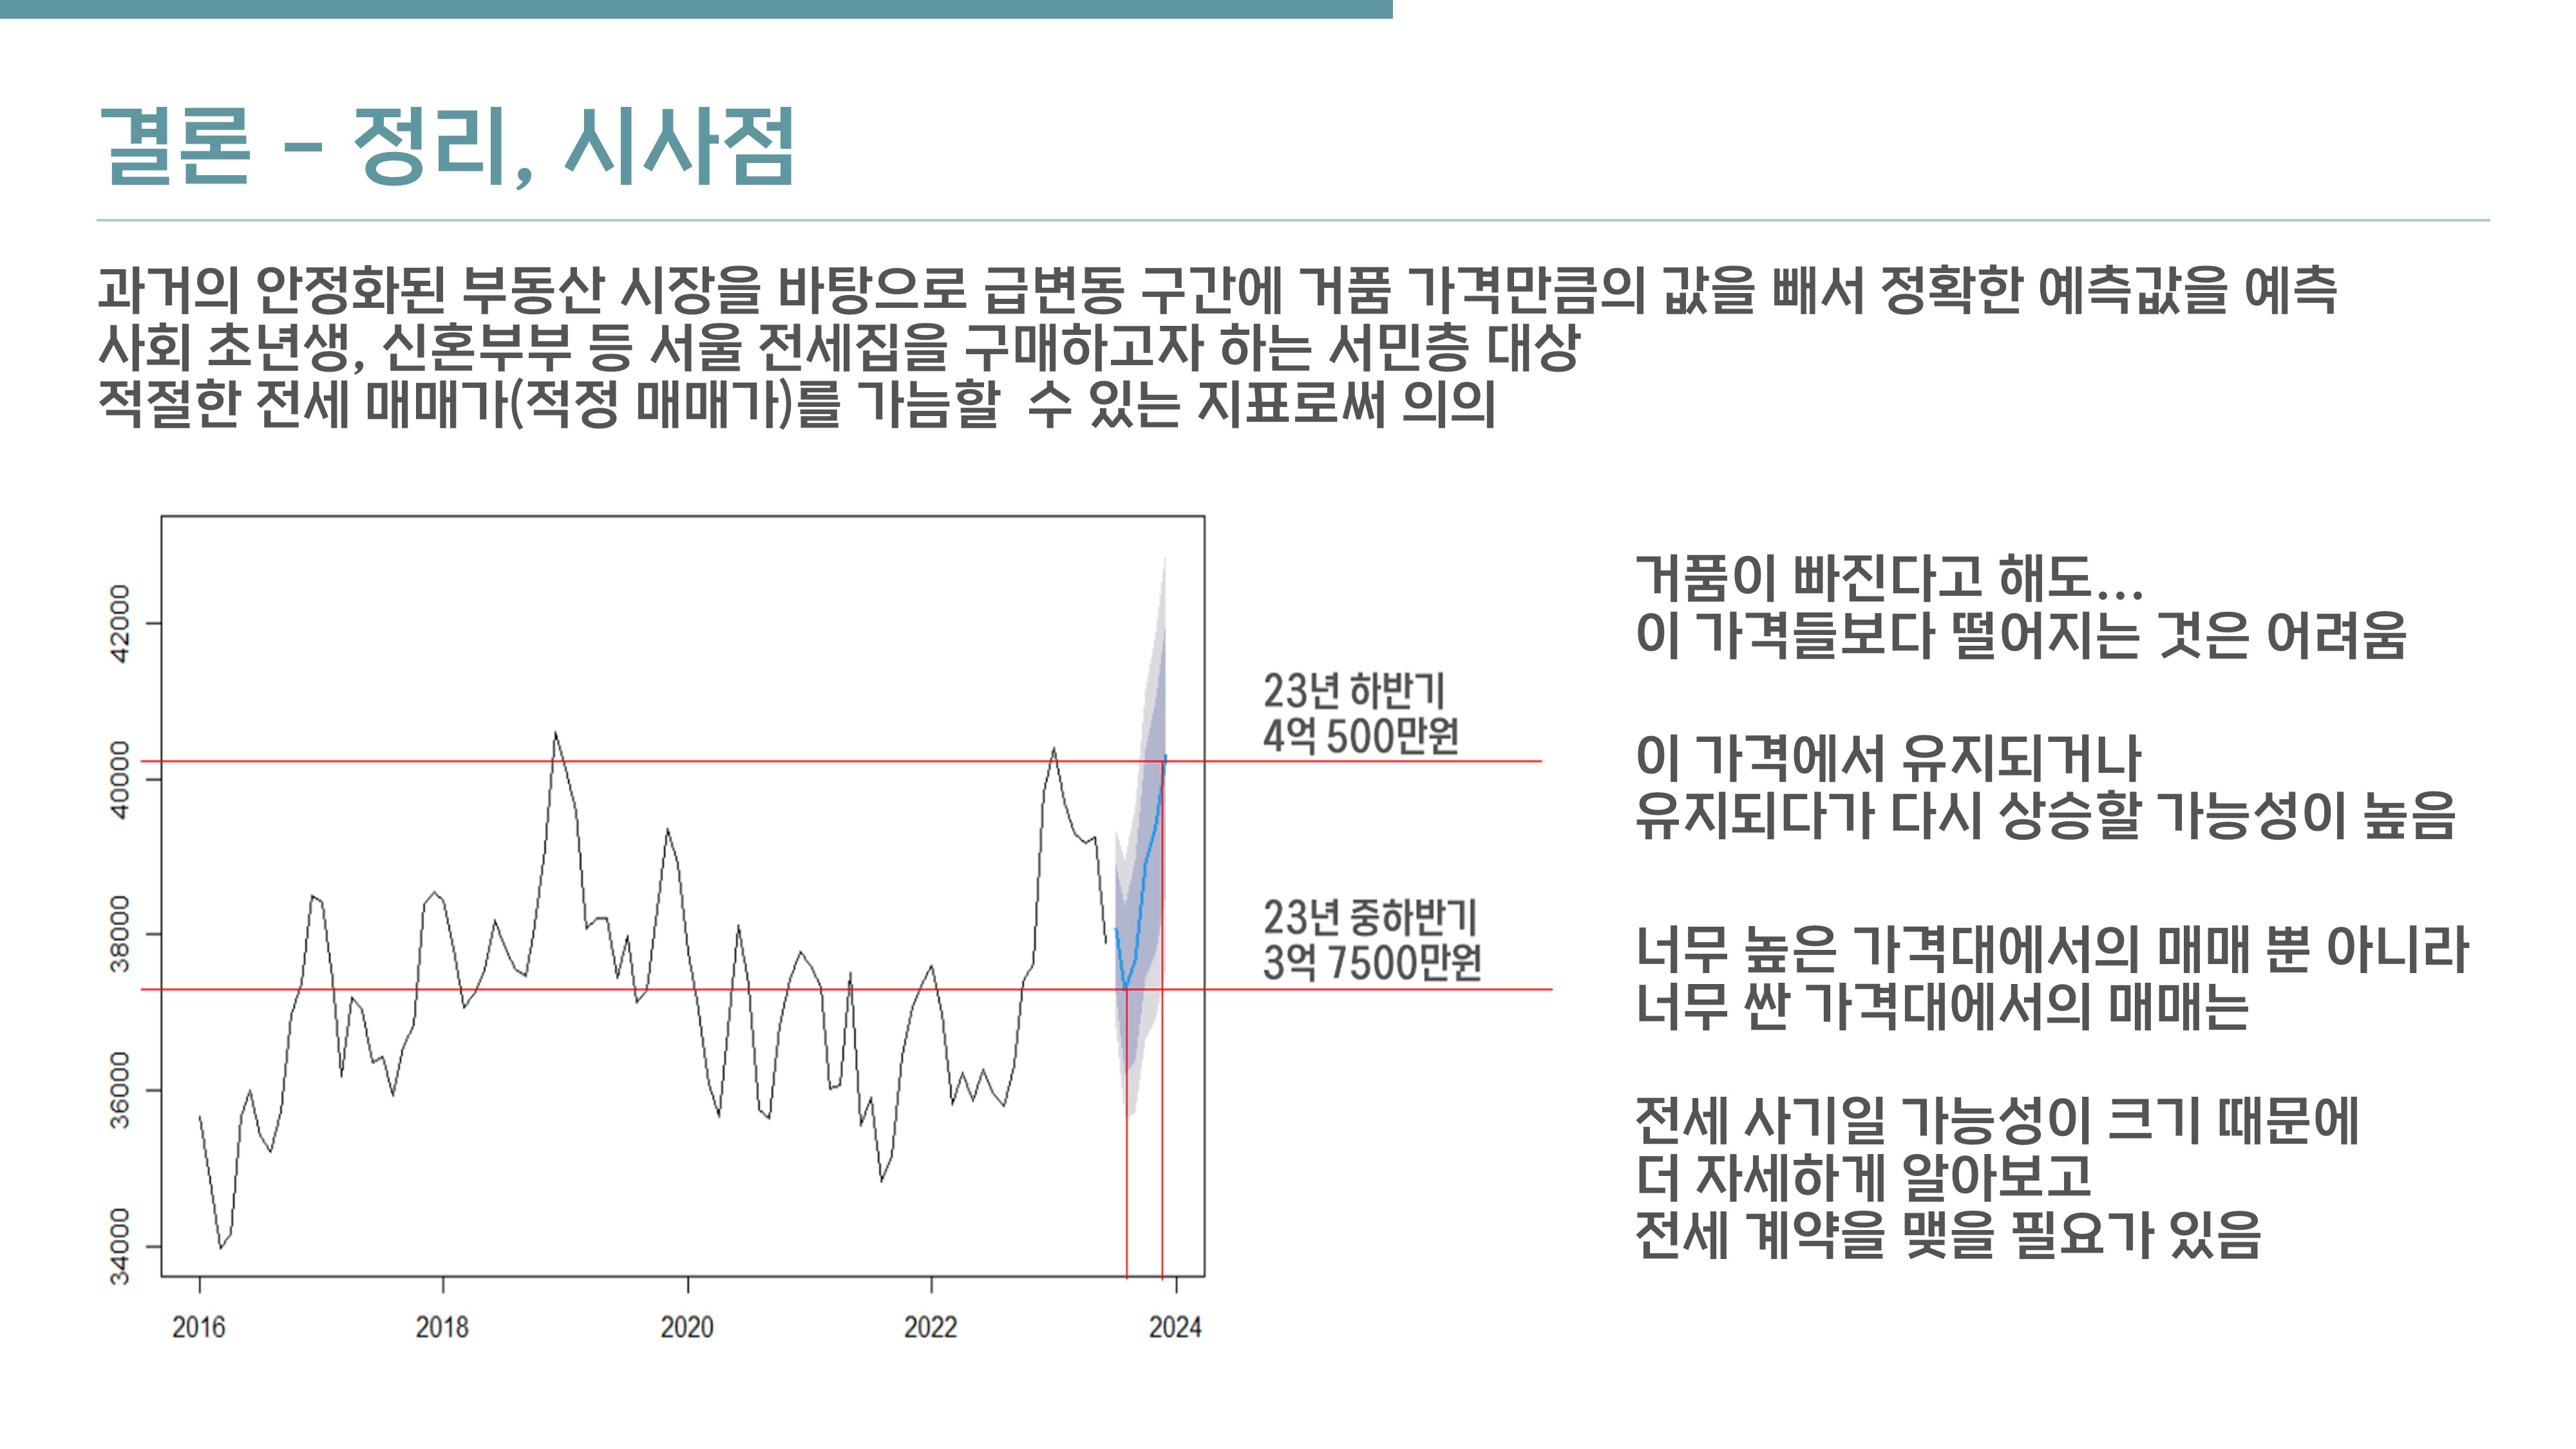 결론 - 정리, 시사점
과거의 안정화된 부동산 시장을 바탕으로 급변동 구간에 거품 가격만큼의 값을 빼서 정확한 예측값을 예측
사회 초년생, 신혼부부 등 서울 전세집을 구매하고자 하는 서민층 대상
적절한 전세 매매가(적정 매매가)를 가늠할 수 있는 지표로써 의의
42000
40000
38000
36000
34000
2016
2018
2020
2022
2024
23년 하반기
4억 500만원
23년 중하반기
3억 7500만원
거품이 빠진다고 해도...
이 가격들보다 떨어지는 것은 어려움
이 가격에서 유지되거나
유지되다가 다시 상승할 가능성이 높음
너무 높은 가격대에서의 매매 뿐 아니라
너무 싼 가격대에서의 매매는
전세 사기일 가능성이 크기 때문에
더 자세하게 알아보고
전세 계약을 맺을 필요가 있음